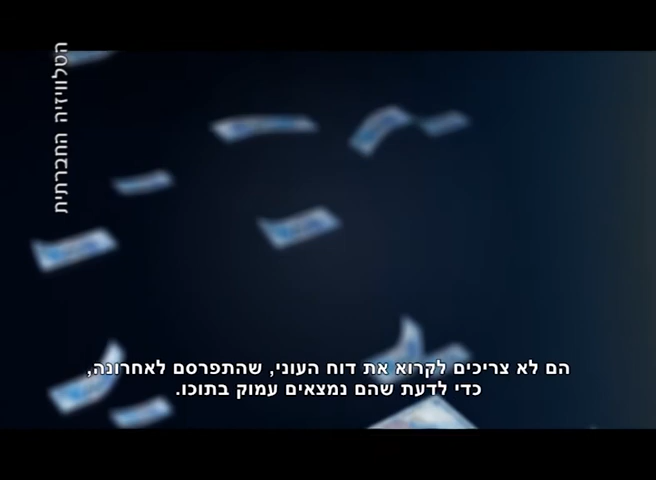 הטלוויזיה החברתית
הם לא צריכים לקרוא את דוח העוני, שהתפרסם לאחרונה,
כדי לדעת שהם נמצאים עמוק בתוכו.